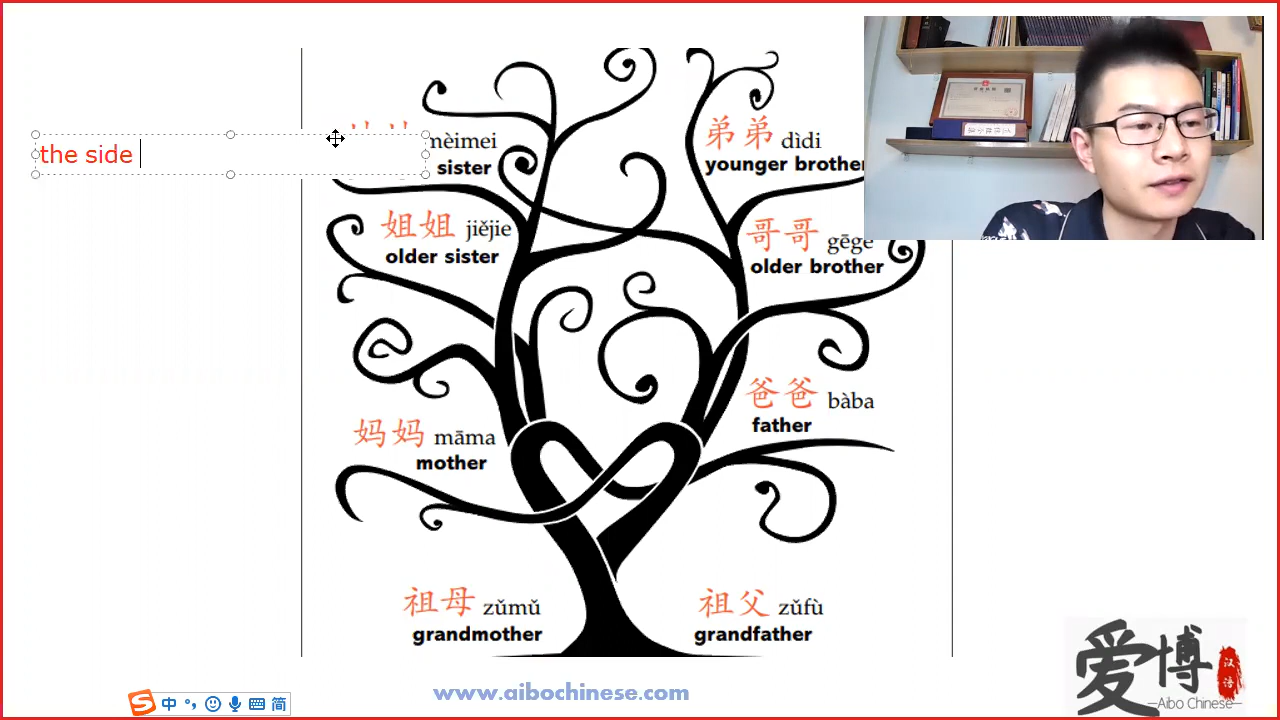 the side
mèimei
sister
弟弟 dìdi
younger brother
姐姐 jiějie
older sister
哥哥 gēge
older brother
爸爸 bàba
father
妈妈 māma
mother
祖母 zǔmǔ
grandmother
祖父 zǔfù
grandfather
www.aibochinese.com
中 简
爱博
汉语
—Aibo Chinese—